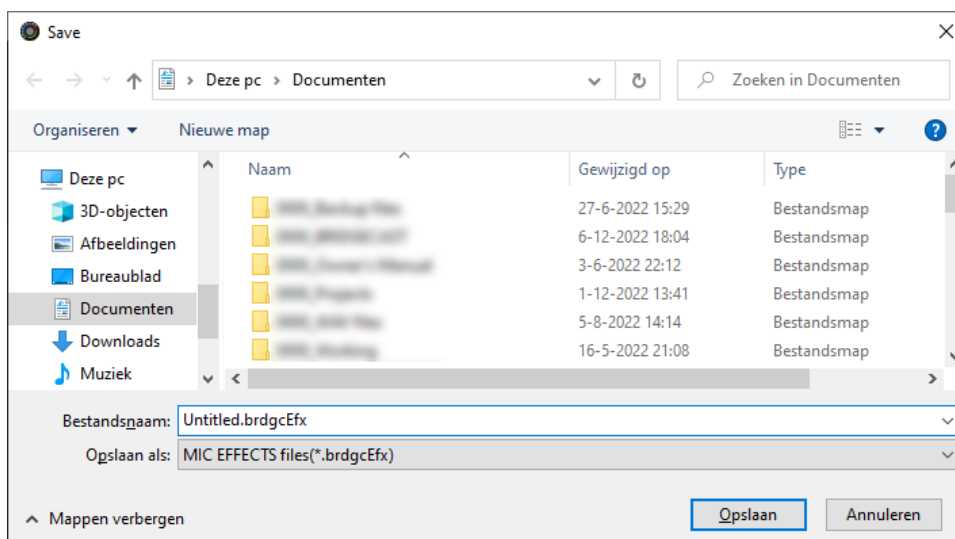 Save
Deze pc > Documenten
Zoeken in Documenten
Organiseren
Nieuwe map
Deze pc
3D-objecten
Afbeeldingen
Bureaublad
Documenten
Downloads
Muziek
Naam Gewijzigd op Type
27-6-2022 15:29 Bestandsmap
6-12-2022 18:04 Bestandsmap
3-6-2022 22:12 Bestandsmap
1-12-2022 13:41 Bestandsmap
5-8-2022 14:14 Bestandsmap
16-5-2022 21:08 Bestandsmap
Bestandsnaam: Untitled.brdgcEfx
Opslaan als: MIC EFFECTS files(*.brdgcEfx)
Mappen verbergen
Opslaan
Annuleren